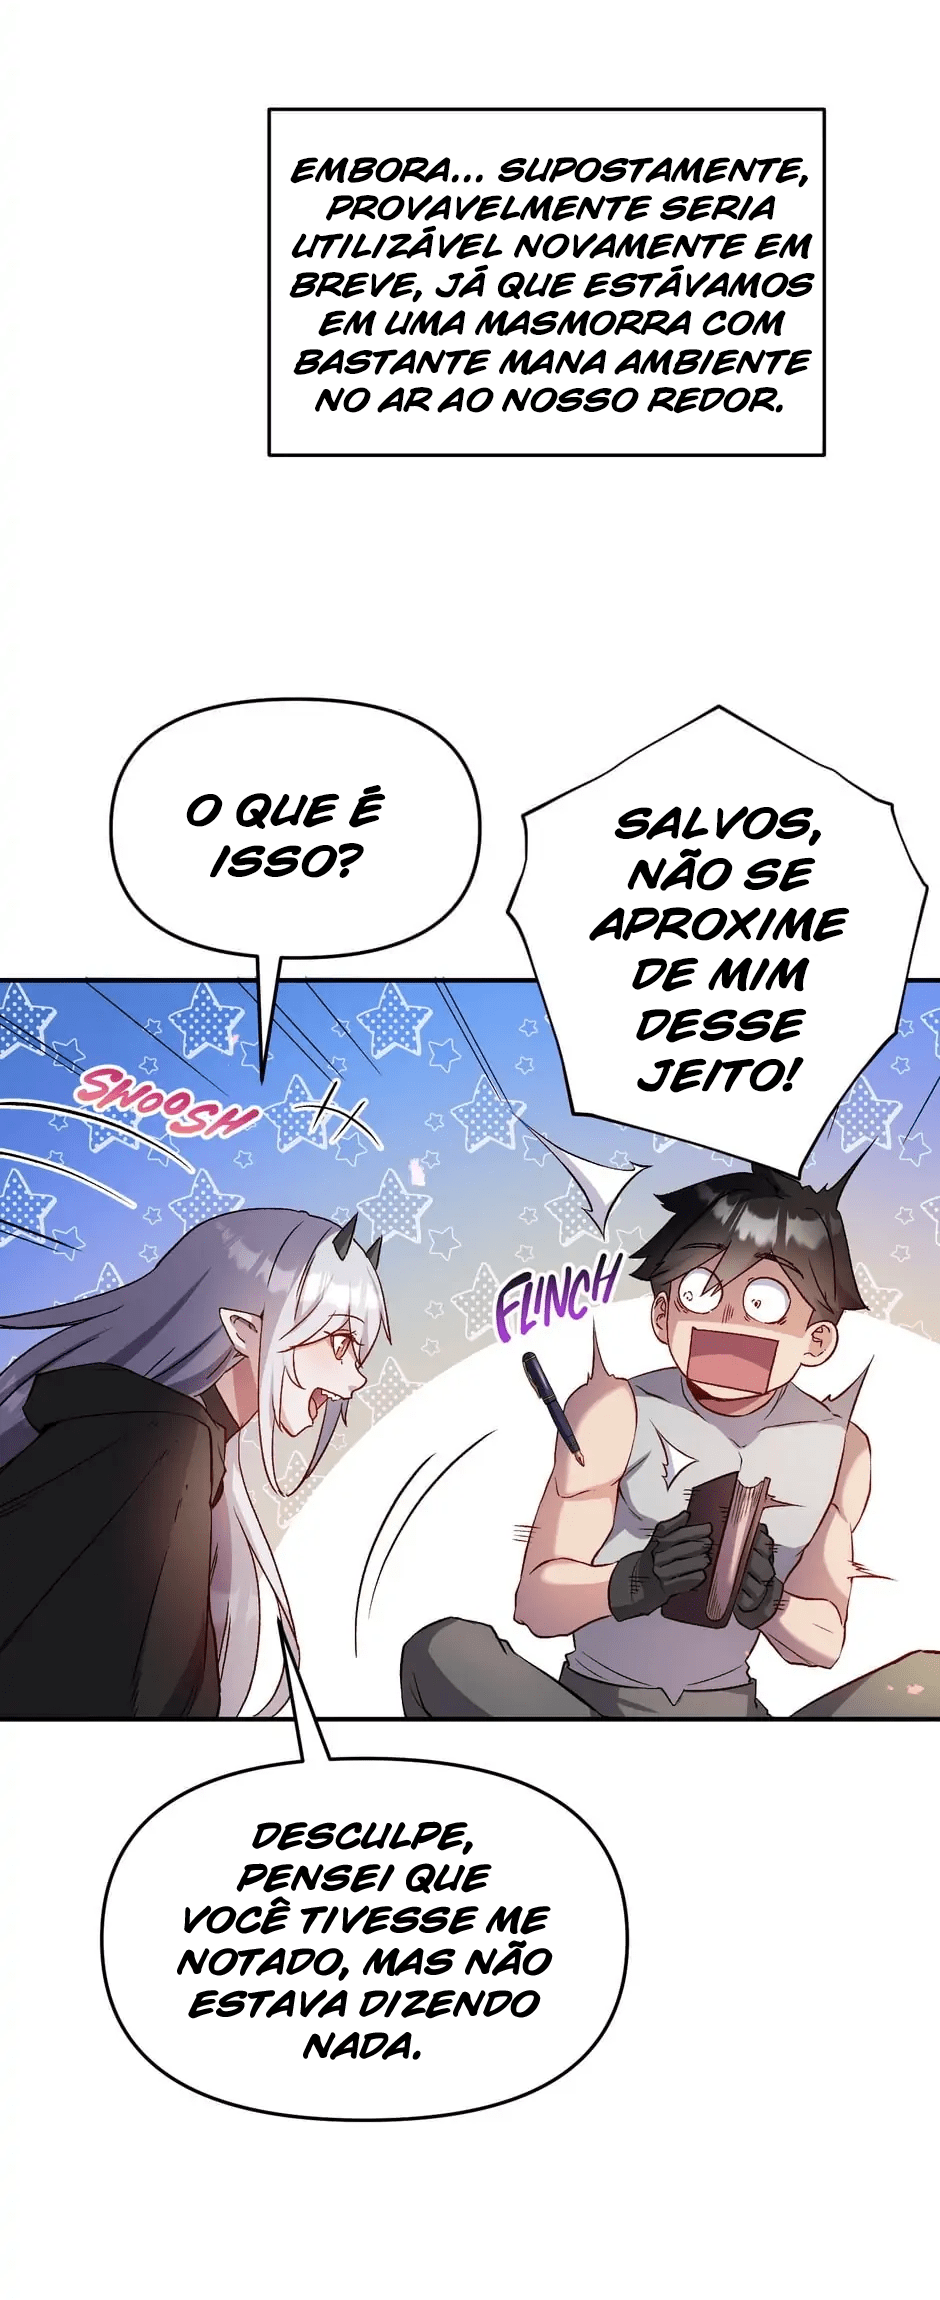 EMBORA... SUPOSTAMENTE,
PROVAVELMENTE SERIA
UTILIZÁVEL NOVAMENTE EM
BREVE, JÁ QUE ESTÁVAMOS
EM UMA MASMORRA COM
BASTANTE MANA AMBIENTE
NO AR AO NOSSO REDOR.
O QUE É
ISSO?
SALVOS,
NÃO SE
APROXIME
DE MIM
DESSE
JEITO!
SWOOSH
FLINCH
DESCULPE,
PENSEI QUE
VOCÊ TIVESSE ME
NOTADO, MAS NÃO
ESTAVA DIZENDO
NADA.